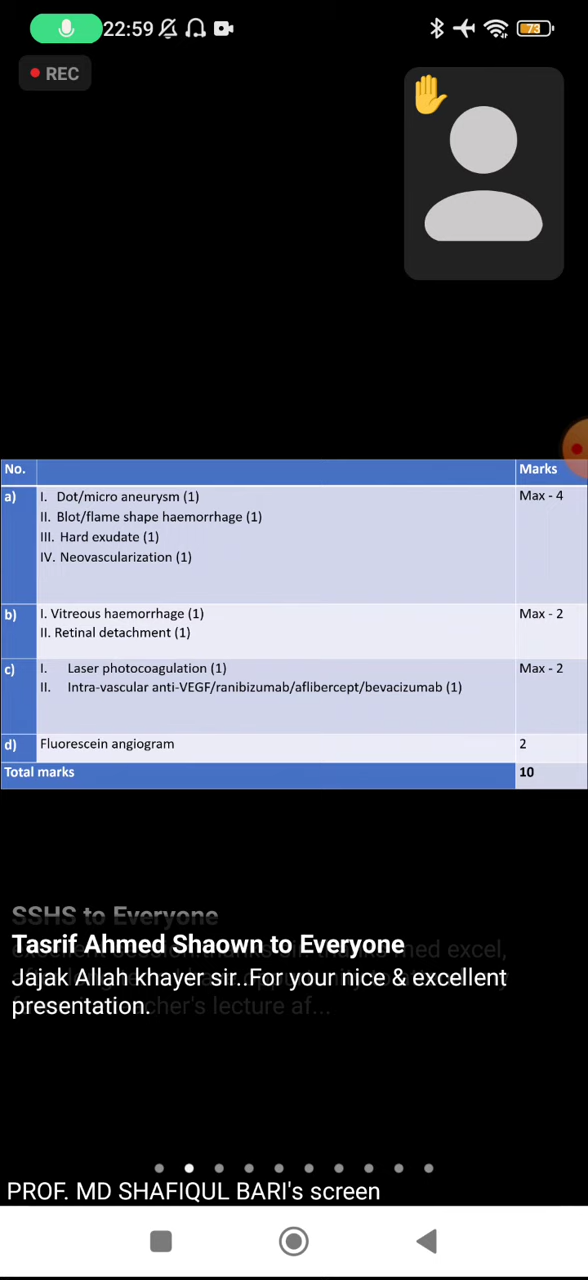 22:59
73
REC
No. Marks
a) I. Dot/micro aneurysm (1) Max - 4
II. Blot/flame shape haemorrhage (1)
III. Hard exudate (1)
IV. Neovascularization (1)
b) I. Vitreous haemorrhage (1) Max - 2
II. Retinal detachment (1)
c) I. Laser photocoagulation (1) Max - 2
II. Intra-vascular anti-VEGF/ranibizumab/aflibercept/bevacizumab (1)
d) Fluorescein angiogram 2
Total marks 10
SSHS to Everyone
Tasrif Ahmed Shaown to Everyone
Jajak Allah khayer sir..For your nice & excellent
presentation.
PROF. MD SHAFIQUL BARI's screen